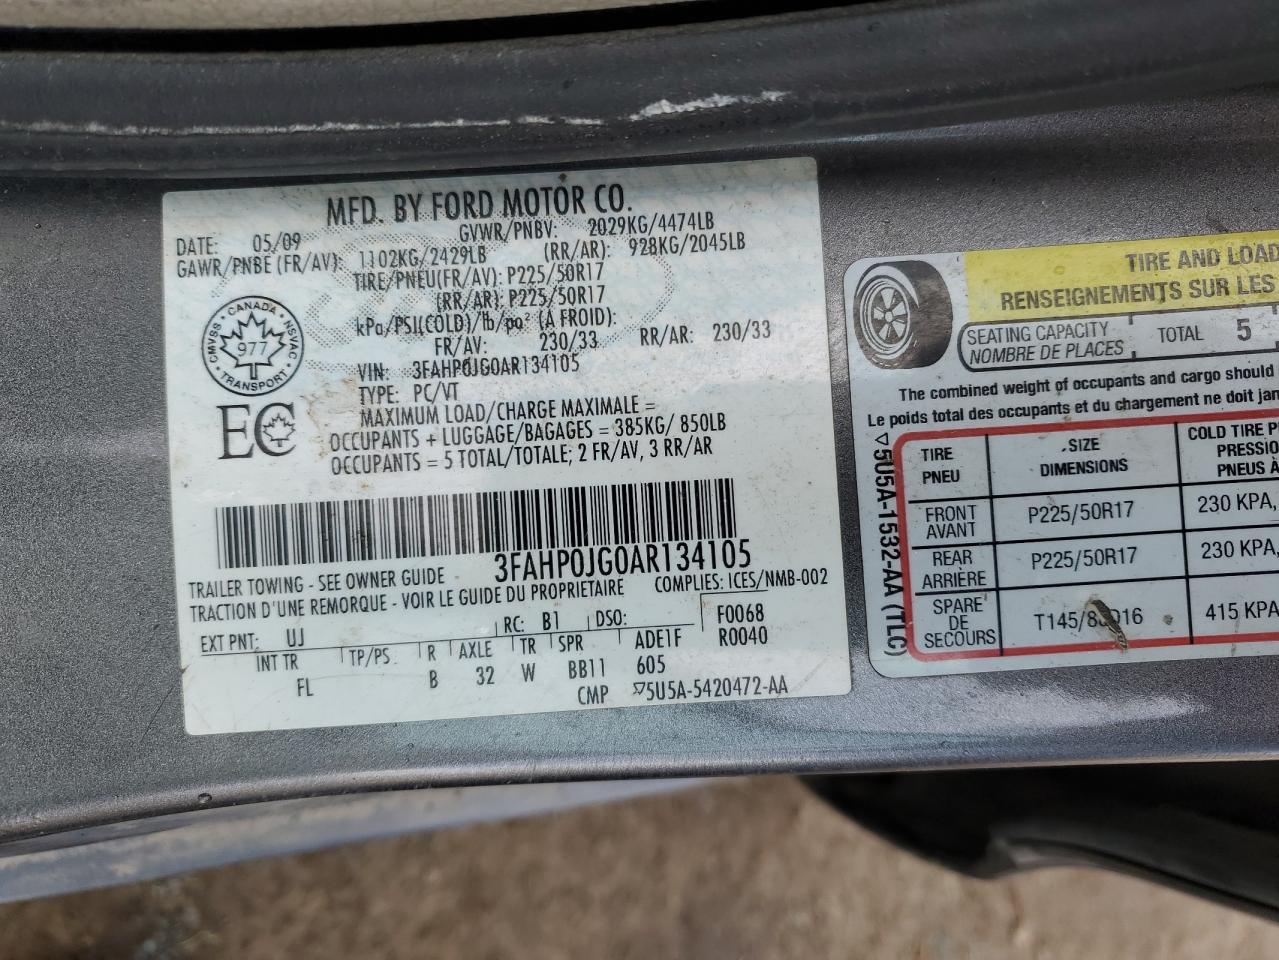 MFD. BY FORD MOTOR CO.
DATE: 05/09 GVWR/PNBV: 2029KG/4474LB
GAWR/PNBE (FR/AV): 1102KG/2429LB (RR/AR): 928KG/2045LB
TIRE/PNEU(FR/AV): P225/50R17
(RR/AR): P225/50R17
kPa/PSI(COLD)/lb/po² (A FROID):
FR/AV: 230/33 RR/AR: 230/33
VIN: 3FAHP0JG0AR134105
TYPE: PC/VT
MAXIMUM LOAD/CHARGE MAXIMALE =
OCCUPANTS + LUGGAGE/BAGAGES = 385KG/ 850LB
OCCUPANTS = 5 TOTAL/TOTALE; 2 FR/AV, 3 RR/AR
CANADA
CMVSS NSVAC
977
TRANSPORT
EC
3FAHP0JG0AR134105
TRAILER TOWING - SEE OWNER GUIDE
TRACTION D'UNE REMORQUE - VOIR LE GUIDE DU PROPRIETAIRE COMPLIES: ICES/NMB-002
EXT PNT: UJ RC: B1 DSO: F0068
INT TR TP/PS R AXLE TR SPR ADE1F R0040
FL B 32 W BB11 605
CMP ▽5U5A-5420472-AA
TIRE AND LOAD
RENSEIGNEMENTS SUR LES
SEATING CAPACITY
NOMBRE DE PLACES
TOTAL 5
The combined weight of occupants and cargo should
Le poids total des occupants et du chargement ne doit jam
▽5U5A-1532-AA (TLC)
TIRE
PNEU
SIZE
DIMENSIONS
COLD TIRE
PRESSIO
PNEUS À
FRONT
AVANT
P225/50R17
230 KPA,
REAR
ARRIÈRE
P225/50R17
230 KPA,
SPARE
DE
SECOURS
415 KPA